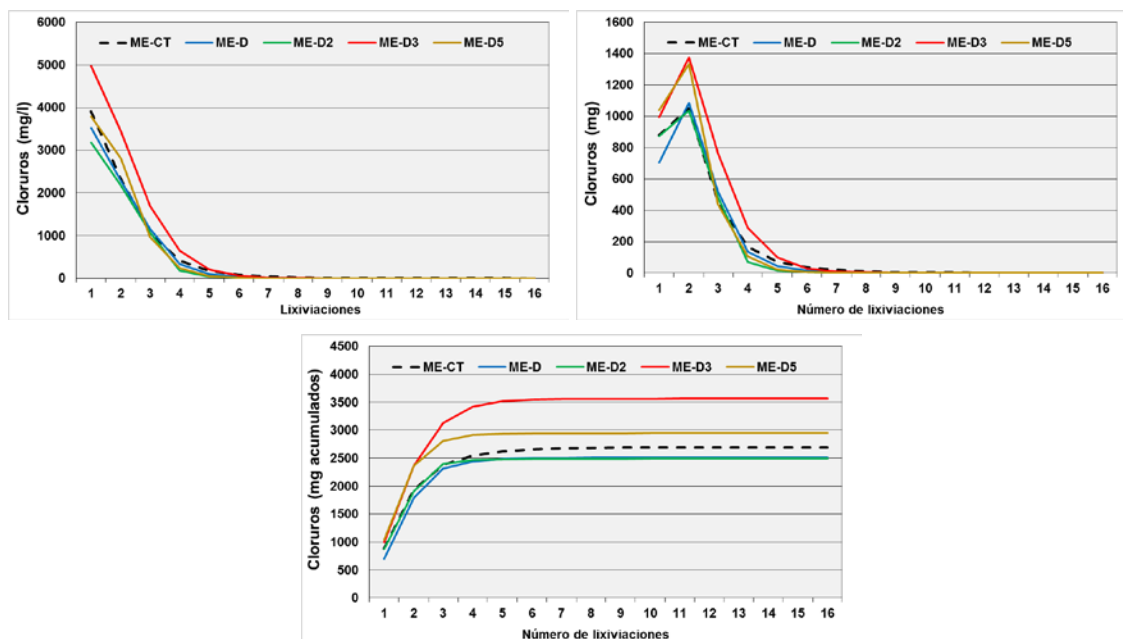 6000
5000
4000
3000
2000
1000
0
Cloruros (mg/l)
ME-CT ME-D ME-D2 ME-D3 ME-D5
1 2 3 4 5 6 7 8 9 10 11 12 13 14 15 16
Lixiviaciones
1600
1400
1200
1000
800
600
400
200
0
Cloruros (mg)
ME-CT ME-D ME-D2 ME-D3 ME-D5
1 2 3 4 5 6 7 8 9 10 11 12 13 14 15 16
Número de lixiviaciones
4500
4000
3500
3000
2500
2000
1500
1000
500
0
Cloruros (mg acumulados)
ME-CT ME-D ME-D2 ME-D3 ME-D5
1 2 3 4 5 6 7 8 9 10 11 12 13 14 15 16
Número de lixiviaciones